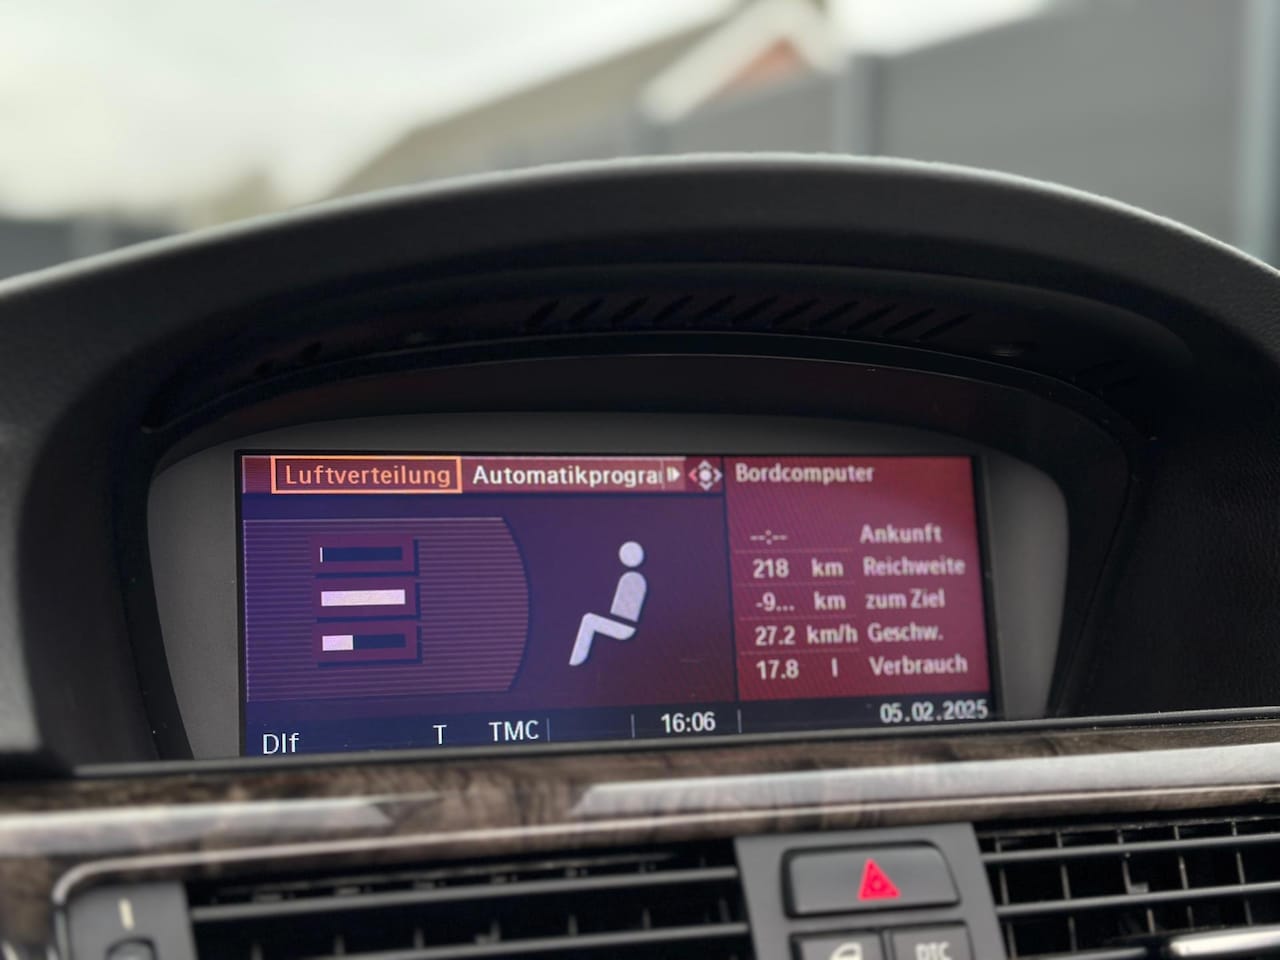 Luftverteilung Automatikprogra Bordcomputer
--:-- Ankunft
218 km Reichweite
-9... km zum Ziel
27.2 km/h Geschw.
17.8 l Verbrauch
Dlf T TMC 16:06 05.02.2025
DTC